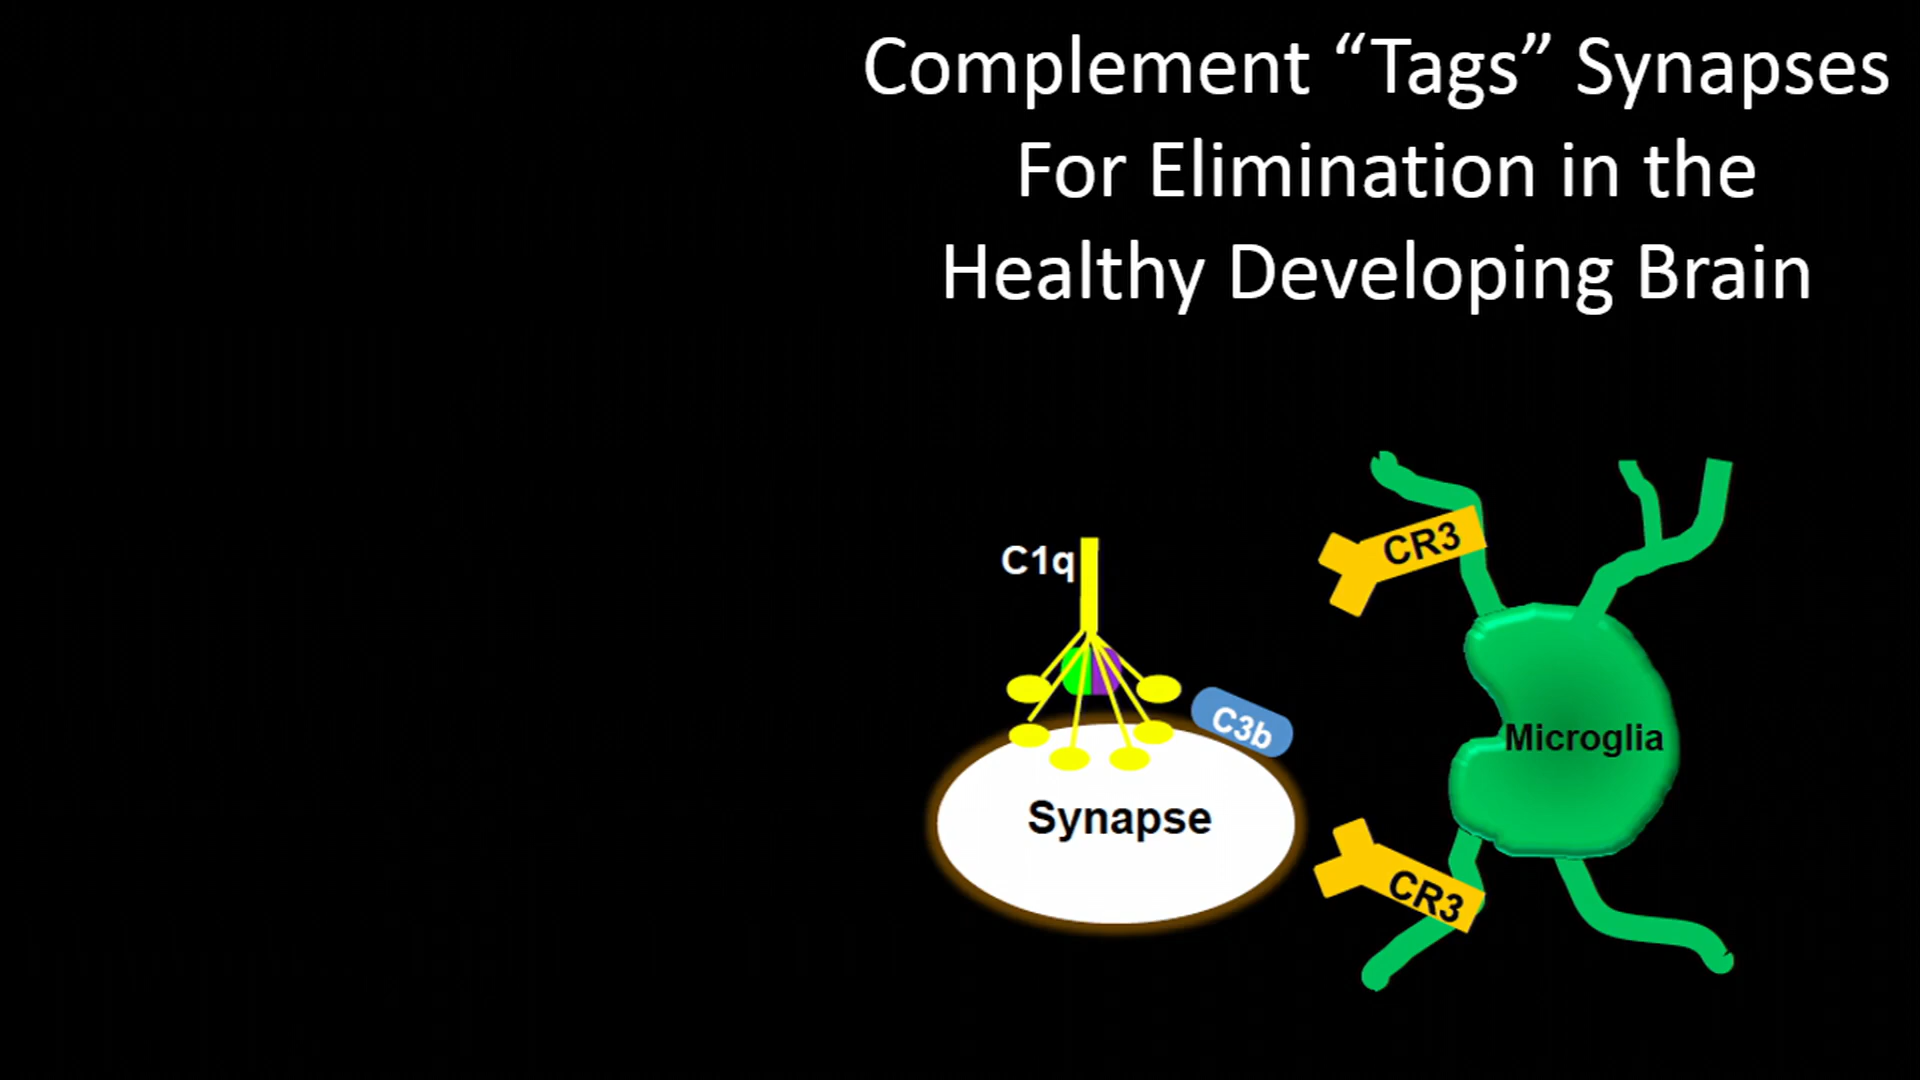 Complement “Tags” Synapses
For Elimination in the
Healthy Developing Brain
CR3
C1q
C3b
Microglia
Synapse
CR3